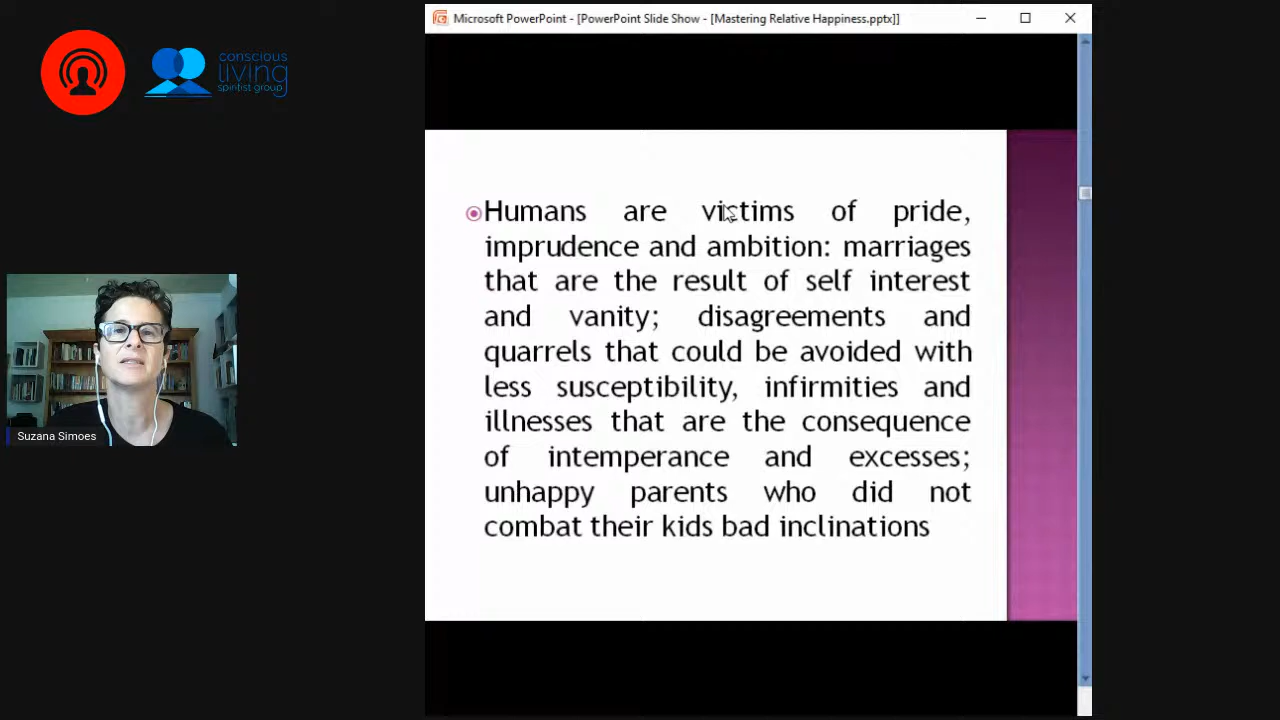 Microsoft PowerPoint - [PowerPoint Slide Show - [Mastering Relative Happiness.pptx]]
conscious
living
spiritist group
Humans are victims of pride,
imprudence and ambition: marriages
that are the result of self interest
and vanity; disagreements and
quarrels that could be avoided with
less susceptibility, infirmities and
illnesses that are the consequence
of intemperance and excesses;
unhappy parents who did not
combat their kids bad inclinations
Suzana Simoes